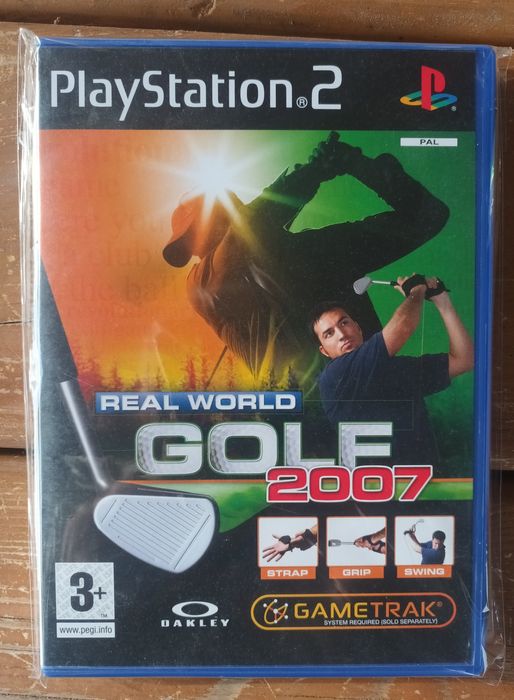 PlayStation®2
PAL
REAL WORLD
GOLF
2007
STRAP
GRIP
SWING
3+
™
www.pegi.info
OAKLEY
GAMETRAK®
SYSTEM REQUIRED (SOLD SEPARATELY)